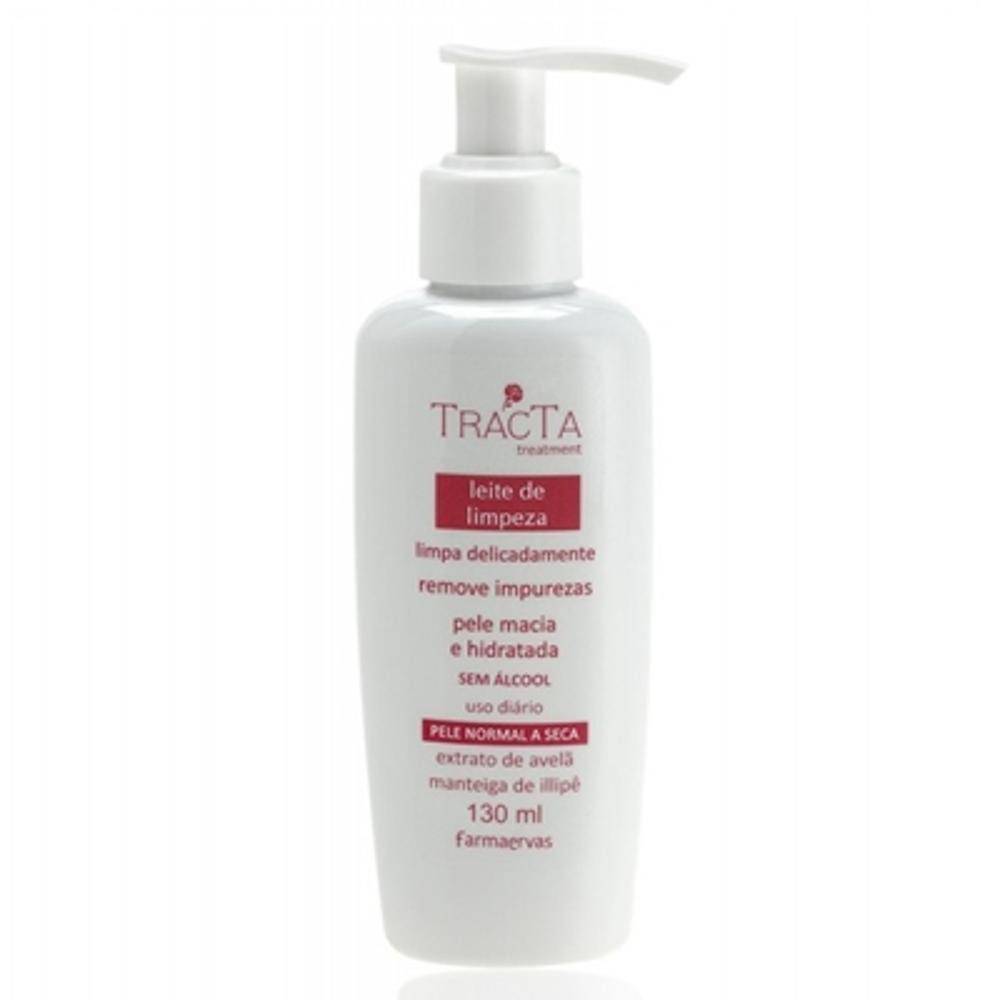 TRACTA
treatment
leite de
limpeza
limpa delicadamente
remove impurezas
pele macia
e hidratada
SEM ÁLCOOL
uso diário
PELE NORMAL A SECA
extrato de avelã
manteiga de illipê
130 ml
farmaervas